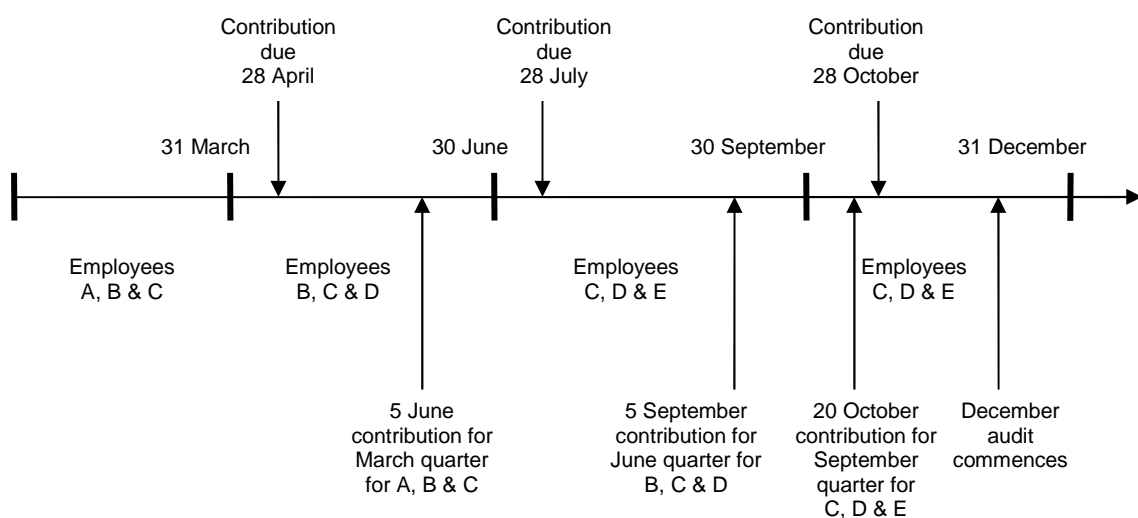 Contribution
due
28 April
Contribution
due
28 July
Contribution
due
28 October
31 March
30 June
30 September
31 December
Employees
A, B & C
Employees
B, C & D
Employees
C, D & E
Employees
C, D & E
5 June
contribution for
March quarter
for A, B & C
5 September
contribution for
June quarter for
B, C & D
20 October
contribution for
September
quarter for
C, D & E
December
audit
commences